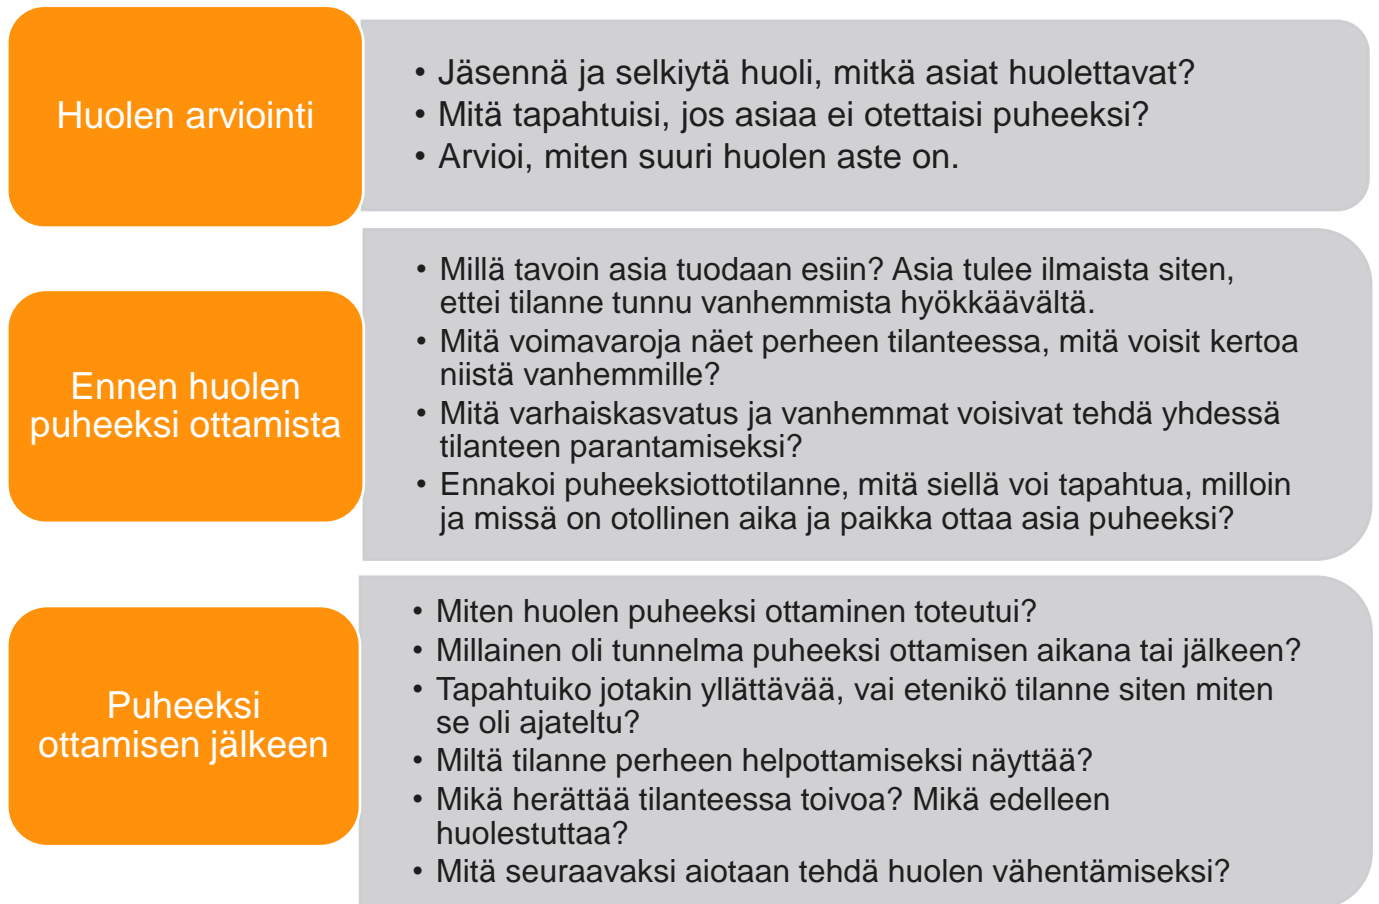 Huolen arviointi
• Jäsennä ja selkiytä huoli, mitkä asiat huolettavat?
• Mitä tapahtuisi, jos asiaa ei otettaisi puheeksi?
• Arvioi, miten suuri huolen aste on.
Ennen huolen
puheeksi ottamista
• Millä tavoin asia tuodaan esiin? Asia tulee ilmaista siten,
ettei tilanne tunnu vanhemmista hyökkäävältä.
• Mitä voimavaroja näet perheen tilanteessa, mitä voisit kertoa
niistä vanhemmille?
• Mitä varhaiskasvatus ja vanhemmat voisivat tehdä yhdessä
tilanteen parantamiseksi?
• Ennakoi puheeksiottotilanne, mitä siellä voi tapahtua, milloin
ja missä on otollinen aika ja paikka ottaa asia puheeksi?
Puheeksi
ottamisen jälkeen
• Miten huolen puheeksi ottaminen toteutui?
• Millainen oli tunnelma puheeksi ottamisen aikana tai jälkeen?
• Tapahtuiko jotakin yllättävää, vai etenikö tilanne siten miten
se oli ajateltu?
• Miltä tilanne perheen helpottamiseksi näyttää?
• Mikä herättää tilanteessa toivoa? Mikä edelleen
huolestuttaa?
• Mitä seuraavaksi aiotaan tehdä huolen vähentämiseksi?